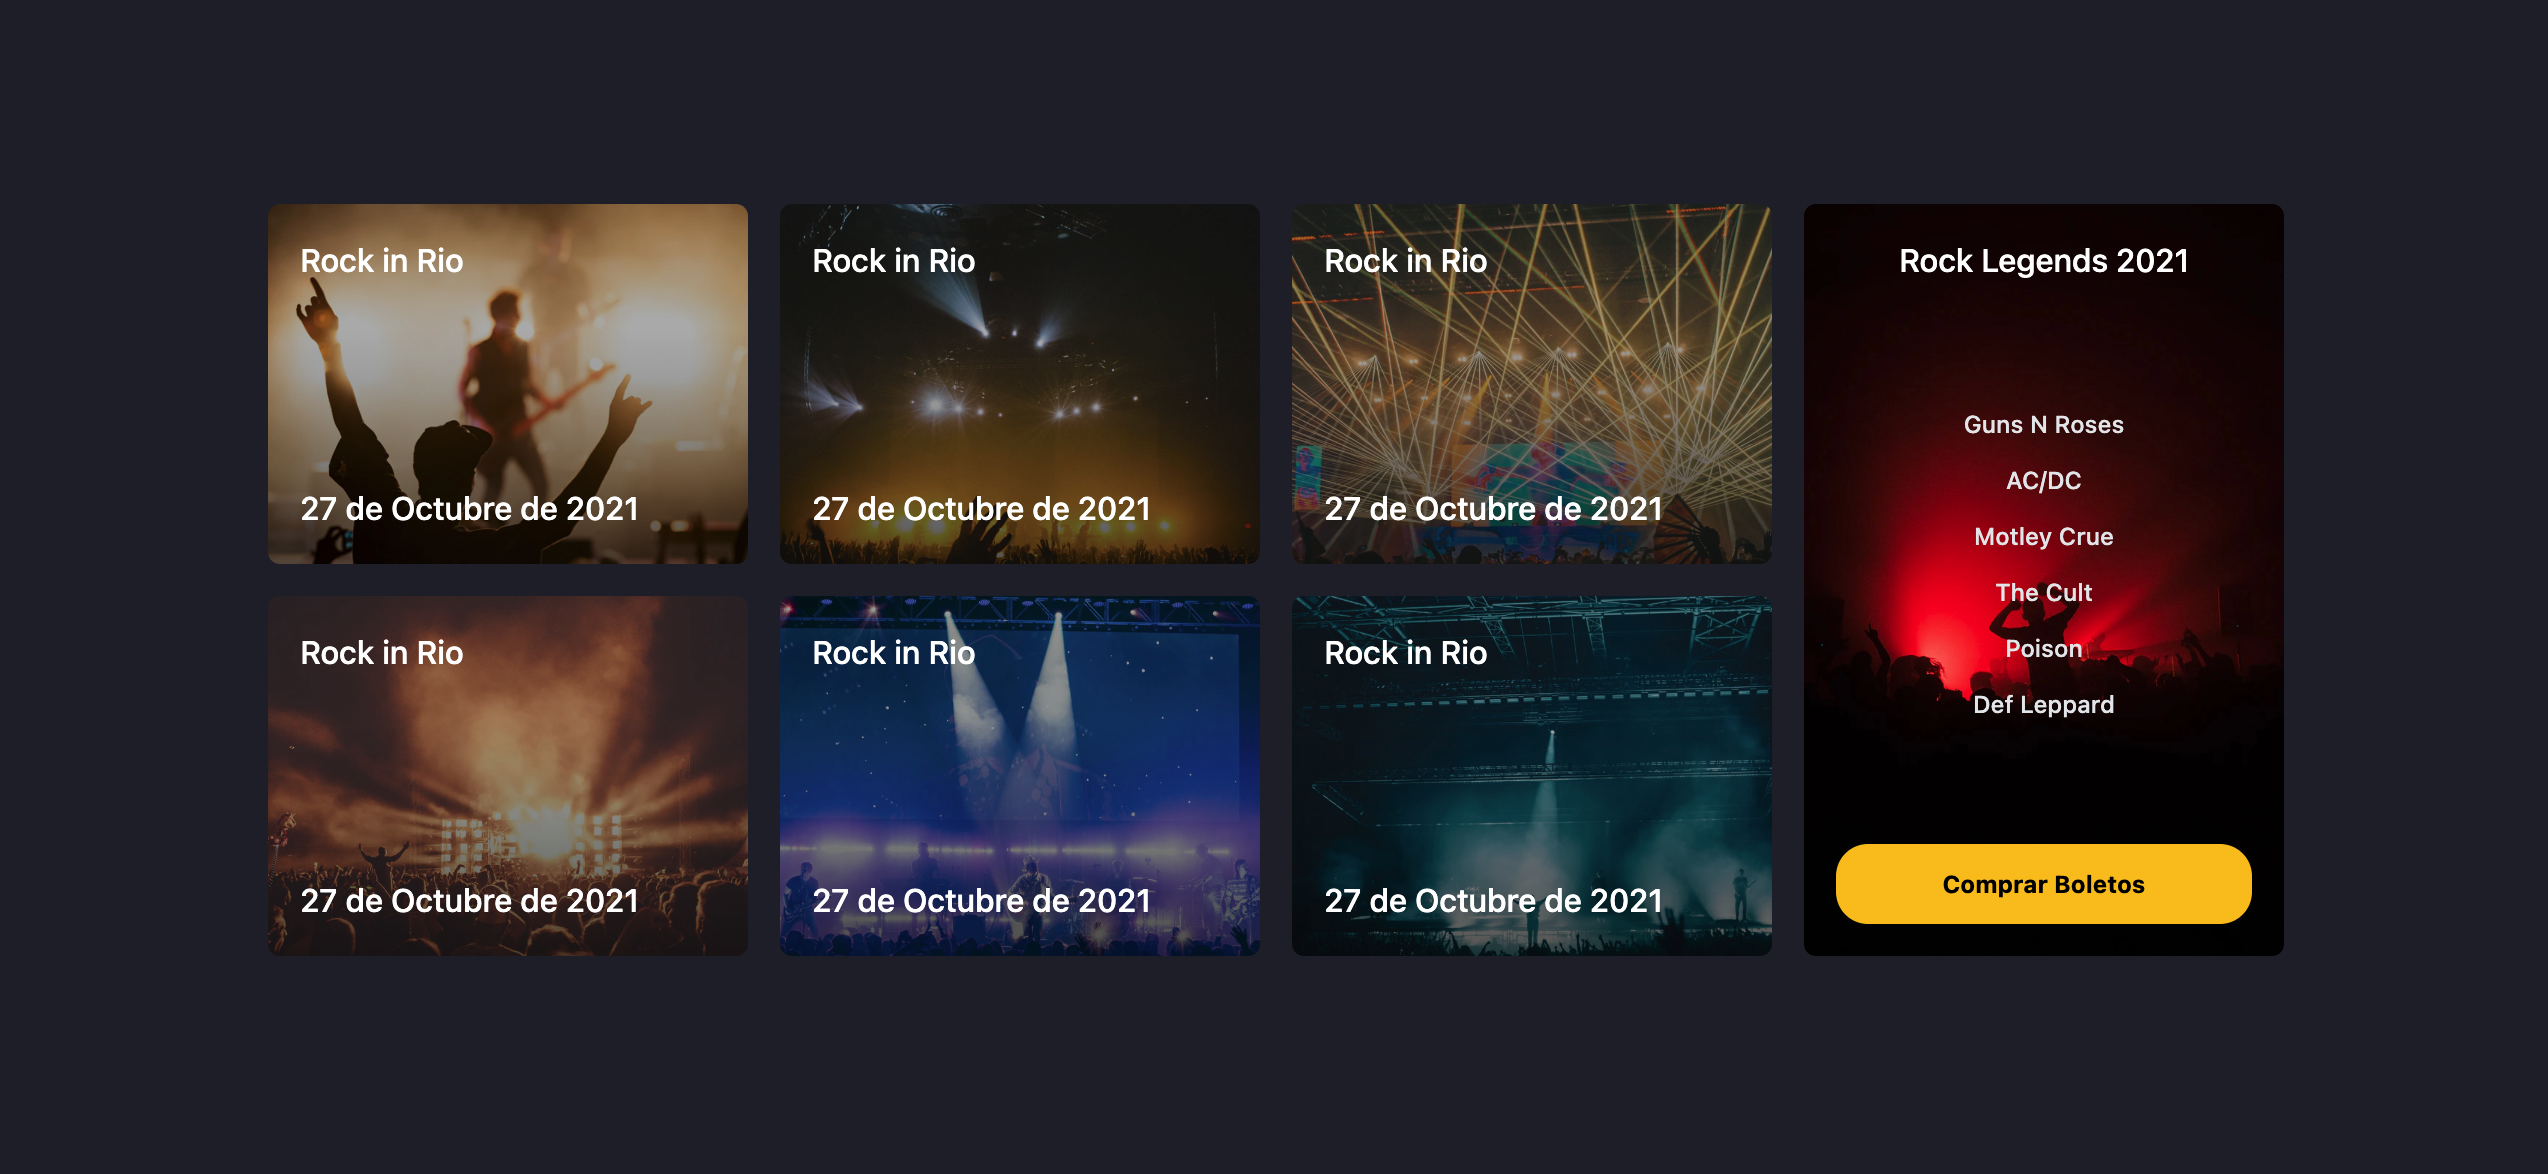 Rock in Rio
27 de Octubre de 2021
Rock in Rio
27 de Octubre de 2021
Rock in Rio
27 de Octubre de 2021
Rock in Rio
27 de Octubre de 2021
Rock in Rio
27 de Octubre de 2021
Rock in Rio
27 de Octubre de 2021
Rock Legends 2021
Guns N Roses
AC/DC
Motley Crue
The Cult
Poison
Def Leppard
Comprar Boletos